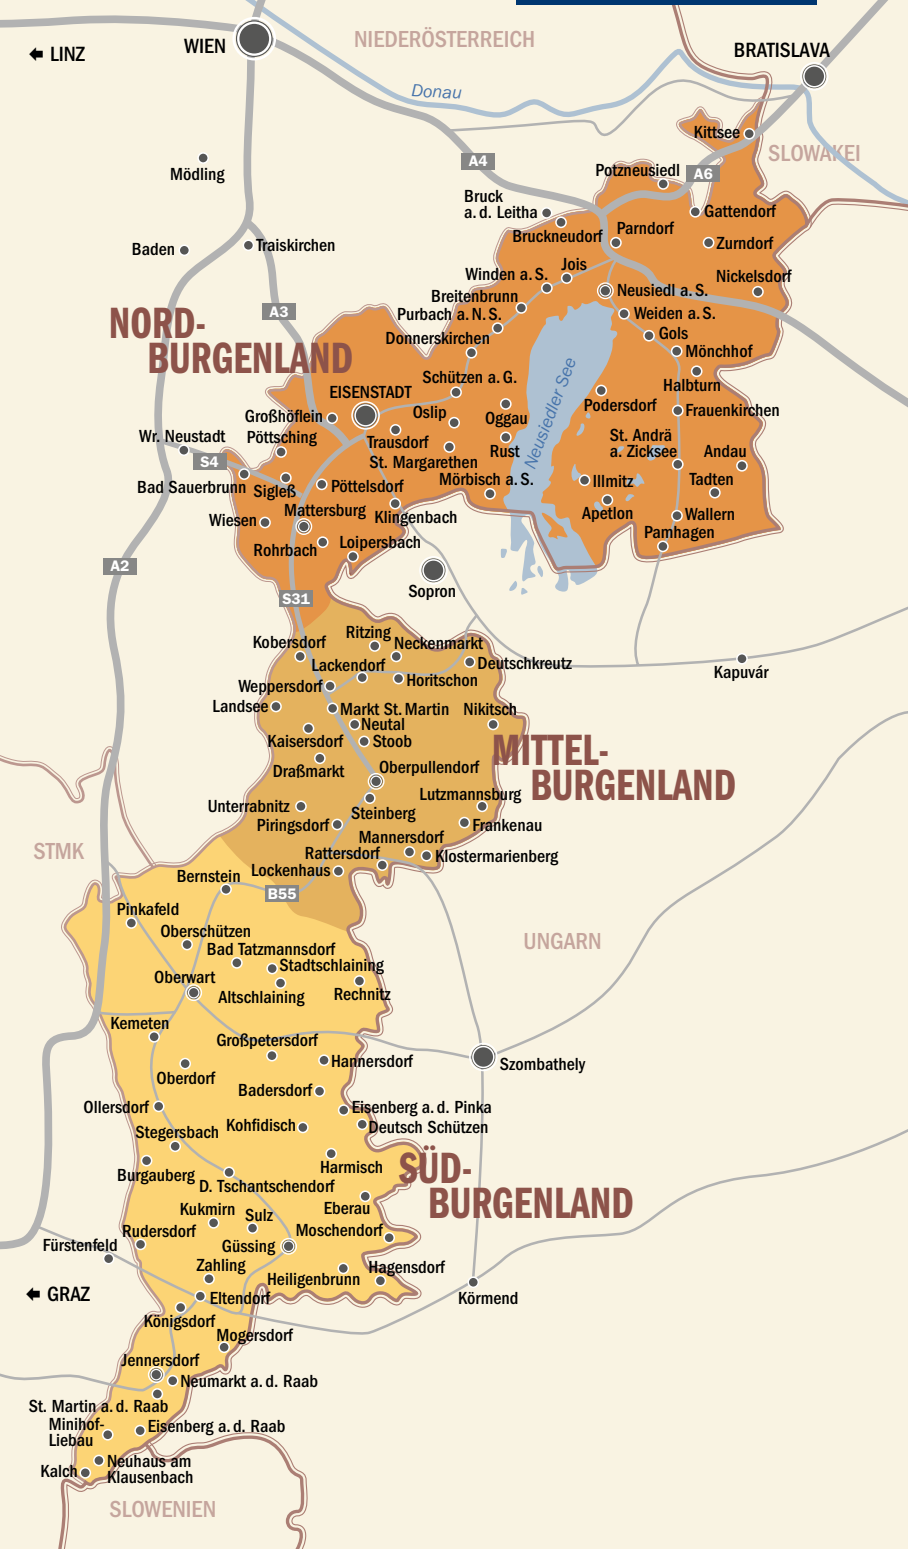 NIEDERÖSTERREICH
WIEN
LINZ
BRATISLAVA
Donau
Kittsee
SLOWAKEI
A4
Potzneusiedl
A6
Mödling
Bruck
a. d. Leitha
Gattendorf
Bruckneudorf
Parndorf
Zurndorf
Baden
Traiskirchen
Jois
Winden a. S.
Nickelsdorf
Neusiedl a. S.
Breitenbrunn
A3
Purbach a. N. S.
Weiden a. S.
NORD-
BURGENLAND
Gols
Donnerskirchen
Mönchhof
Halbturn
Schützen a. G.
EISENSTADT
Neusiedler See
Podersdorf
Großhöflein
Oslip
Oggau
Frauenkirchen
Wr. Neustadt
Pöttsching
Trausdorf
St. Andrä
a. Zicksee
Rust
Andau
S4
St. Margarethen
Bad Sauerbrunn
Sigleß
Pöttelsdorf
Mörbisch a. S.
Illmitz
Tadten
Mattersburg
Klingenbach
Apetlon
Wallern
Wiesen
Pamhagen
Rohrbach
Loipersbach
A2
Sopron
S31
Ritzing
Kobersdorf
Neckenmarkt
Lackendorf
Deutschkreutz
Kapuvár
Weppersdorf
Horitschon
Landsee
Markt St. Martin
Nikitsch
Neutal
Kaisersdorf
Stoob
MITTEL-
BURGENLAND
Draßmarkt
Oberpullendorf
Lutzmannsburg
Unterrabnitz
Steinberg
Piringsdorf
Frankenau
Mannersdorf
STMK
Rattersdorf
Klostermarienberg
Lockenhaus
Bernstein
B55
Pinkafeld
Oberschützen
UNGARN
Bad Tatzmannsdorf
Stadtschlaining
Oberwart
Altschlaining
Rechnitz
Kemeten
Großpetersdorf
Hannersdorf
Szombathely
Oberdorf
Badersdorf
Ollersdorf
Eisenberg a. d. Pinka
Kohfidisch
Deutsch Schützen
Stegersbach
Harmisch
SÜD-
BURGENLAND
Burgauberg
D. Tschantschendorf
Kukmirn
Sulz
Eberau
Rudersdorf
Moschendorf
Fürstenfeld
Güssing
Zahling
Hagensdorf
Heiligenbrunn
GRAZ
Eltendorf
Körmend
Königsdorf
Mogersdorf
Jennersdorf
Neumarkt a. d. Raab
St. Martin a. d. Raab
Minihof-
Liebau
Eisenberg a. d. Raab
Kalch
Neuhaus am
Klausenbach
SLOWENIEN